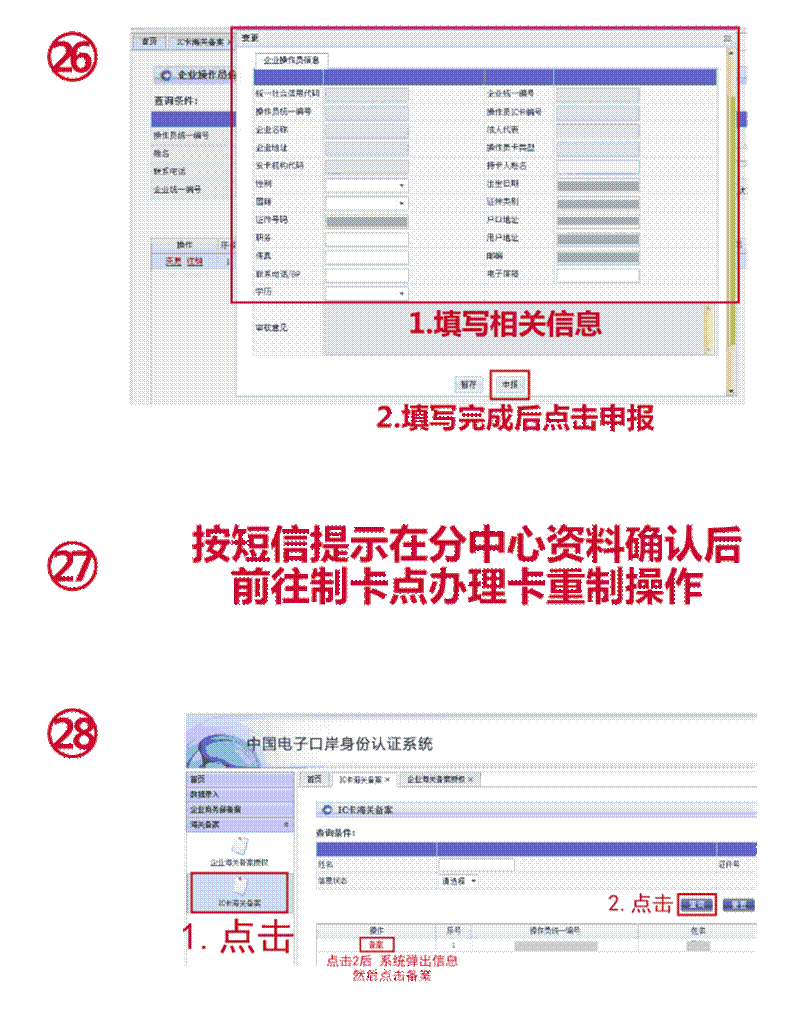 26
变更
首页 IC卡海关备案 ×
企业操作员信息
企业操作员信
查询条件:
统一社会信用代码 企业统一编号
操作员统一编号 操作员IC卡编号
操作员统一编号
企业名称 法人代表
姓名
企业地址 操作员卡类型
联系电话
发卡机构代码 持卡人姓名
企业统一编号
性别 出生日期
国籍 证件类别
证件号码 户口地址
职务 用户地址
操作 序号
传真 邮编
变更 注销 1
联系电话/BP 电子信箱
学历
审核意见
1.填写相关信息
暂存 申报
2.填写完成后点击申报
27
按短信提示在分中心资料确认后
前往制卡点办理卡重制操作
28
中国电子口岸身份认证系统
首页
首页 IC卡海关备案 × 企业海关备案授权 ×
数据录入
企业商务部备案
海关备案
IC卡海关备案
查询条件:
企业海关备案授权
姓名 证件号
信息状态 请选择
IC卡海关备案
2.点击 查询 重置
1.点击
操作 序号 操作员统一编号 姓名
备案 1
点击2后 系统弹出信息
然后点击备案